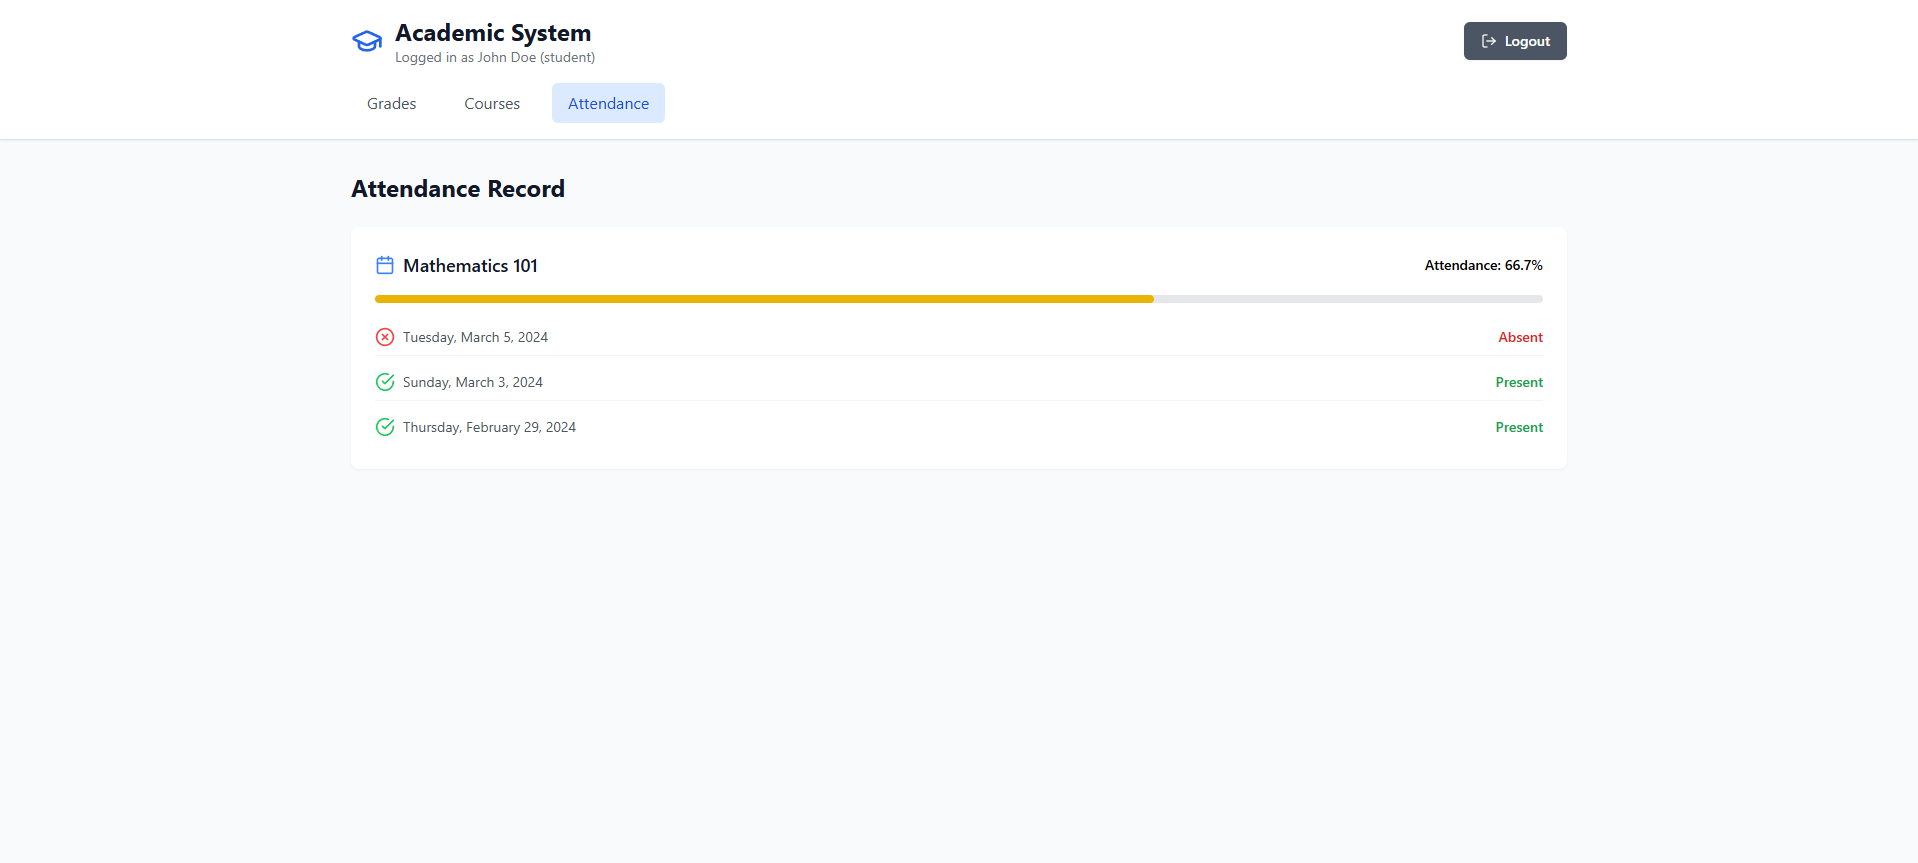 Academic System
Logged in as John Doe (student)
Logout
Grades
Courses
Attendance
Attendance Record
Mathematics 101
Attendance: 66.7%
Tuesday, March 5, 2024
Absent
Sunday, March 3, 2024
Present
Thursday, February 29, 2024
Present